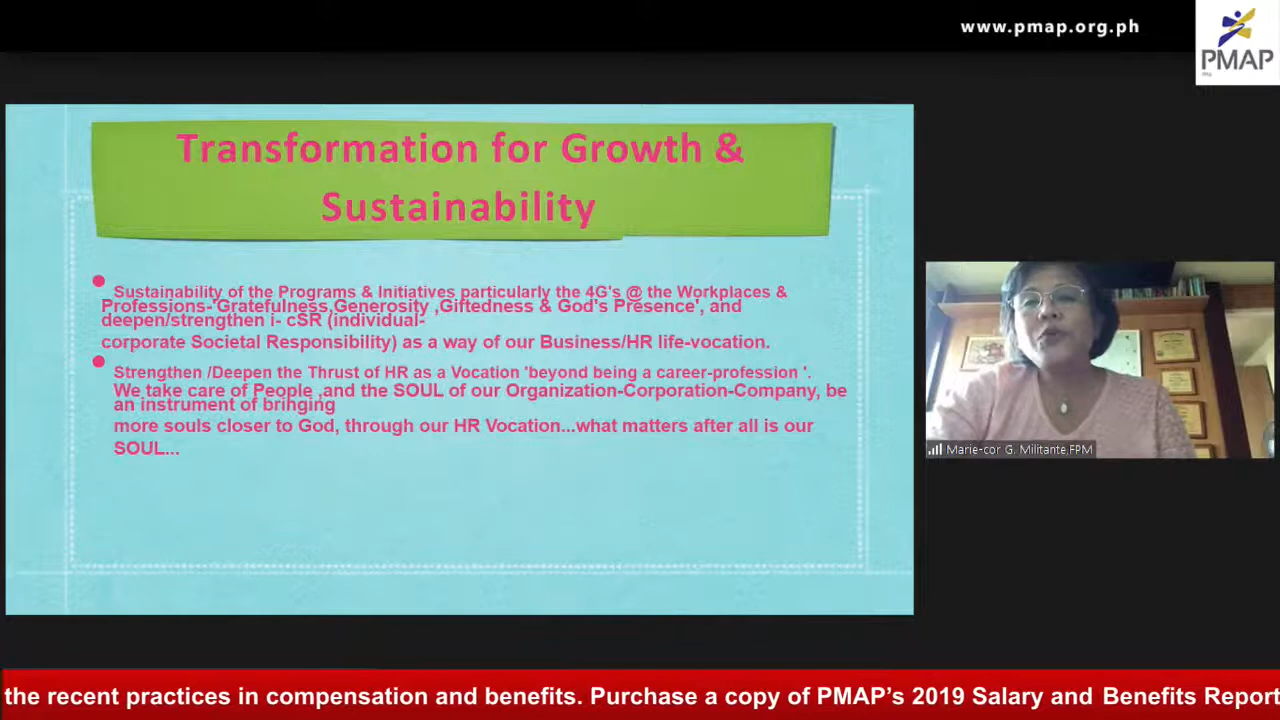 www.pmap.org.ph
PMAP
Transformation for Growth &
Sustainability
Sustainability of the Programs & Initiatives particularly the 4G's @ the Workplaces &
Professions-'Gratefulness,Generosity ,Giftedness & God's Presence', and
deepen/strengthen i- cSR (individual-
corporate Societal Responsibility) as a way of our Business/HR life-vocation.
Strengthen /Deepen the Thrust of HR as a Vocation 'beyond being a career-profession '.
We take care of People ,and the SOUL of our Organization-Corporation-Company, be
an instrument of bringing
more souls closer to God, through our HR Vocation...what matters after all is our
SOUL...
Marie-cor G. Militante,FPM
the recent practices in compensation and benefits. Purchase a copy of PMAP’s 2019 Salary and Benefits Report